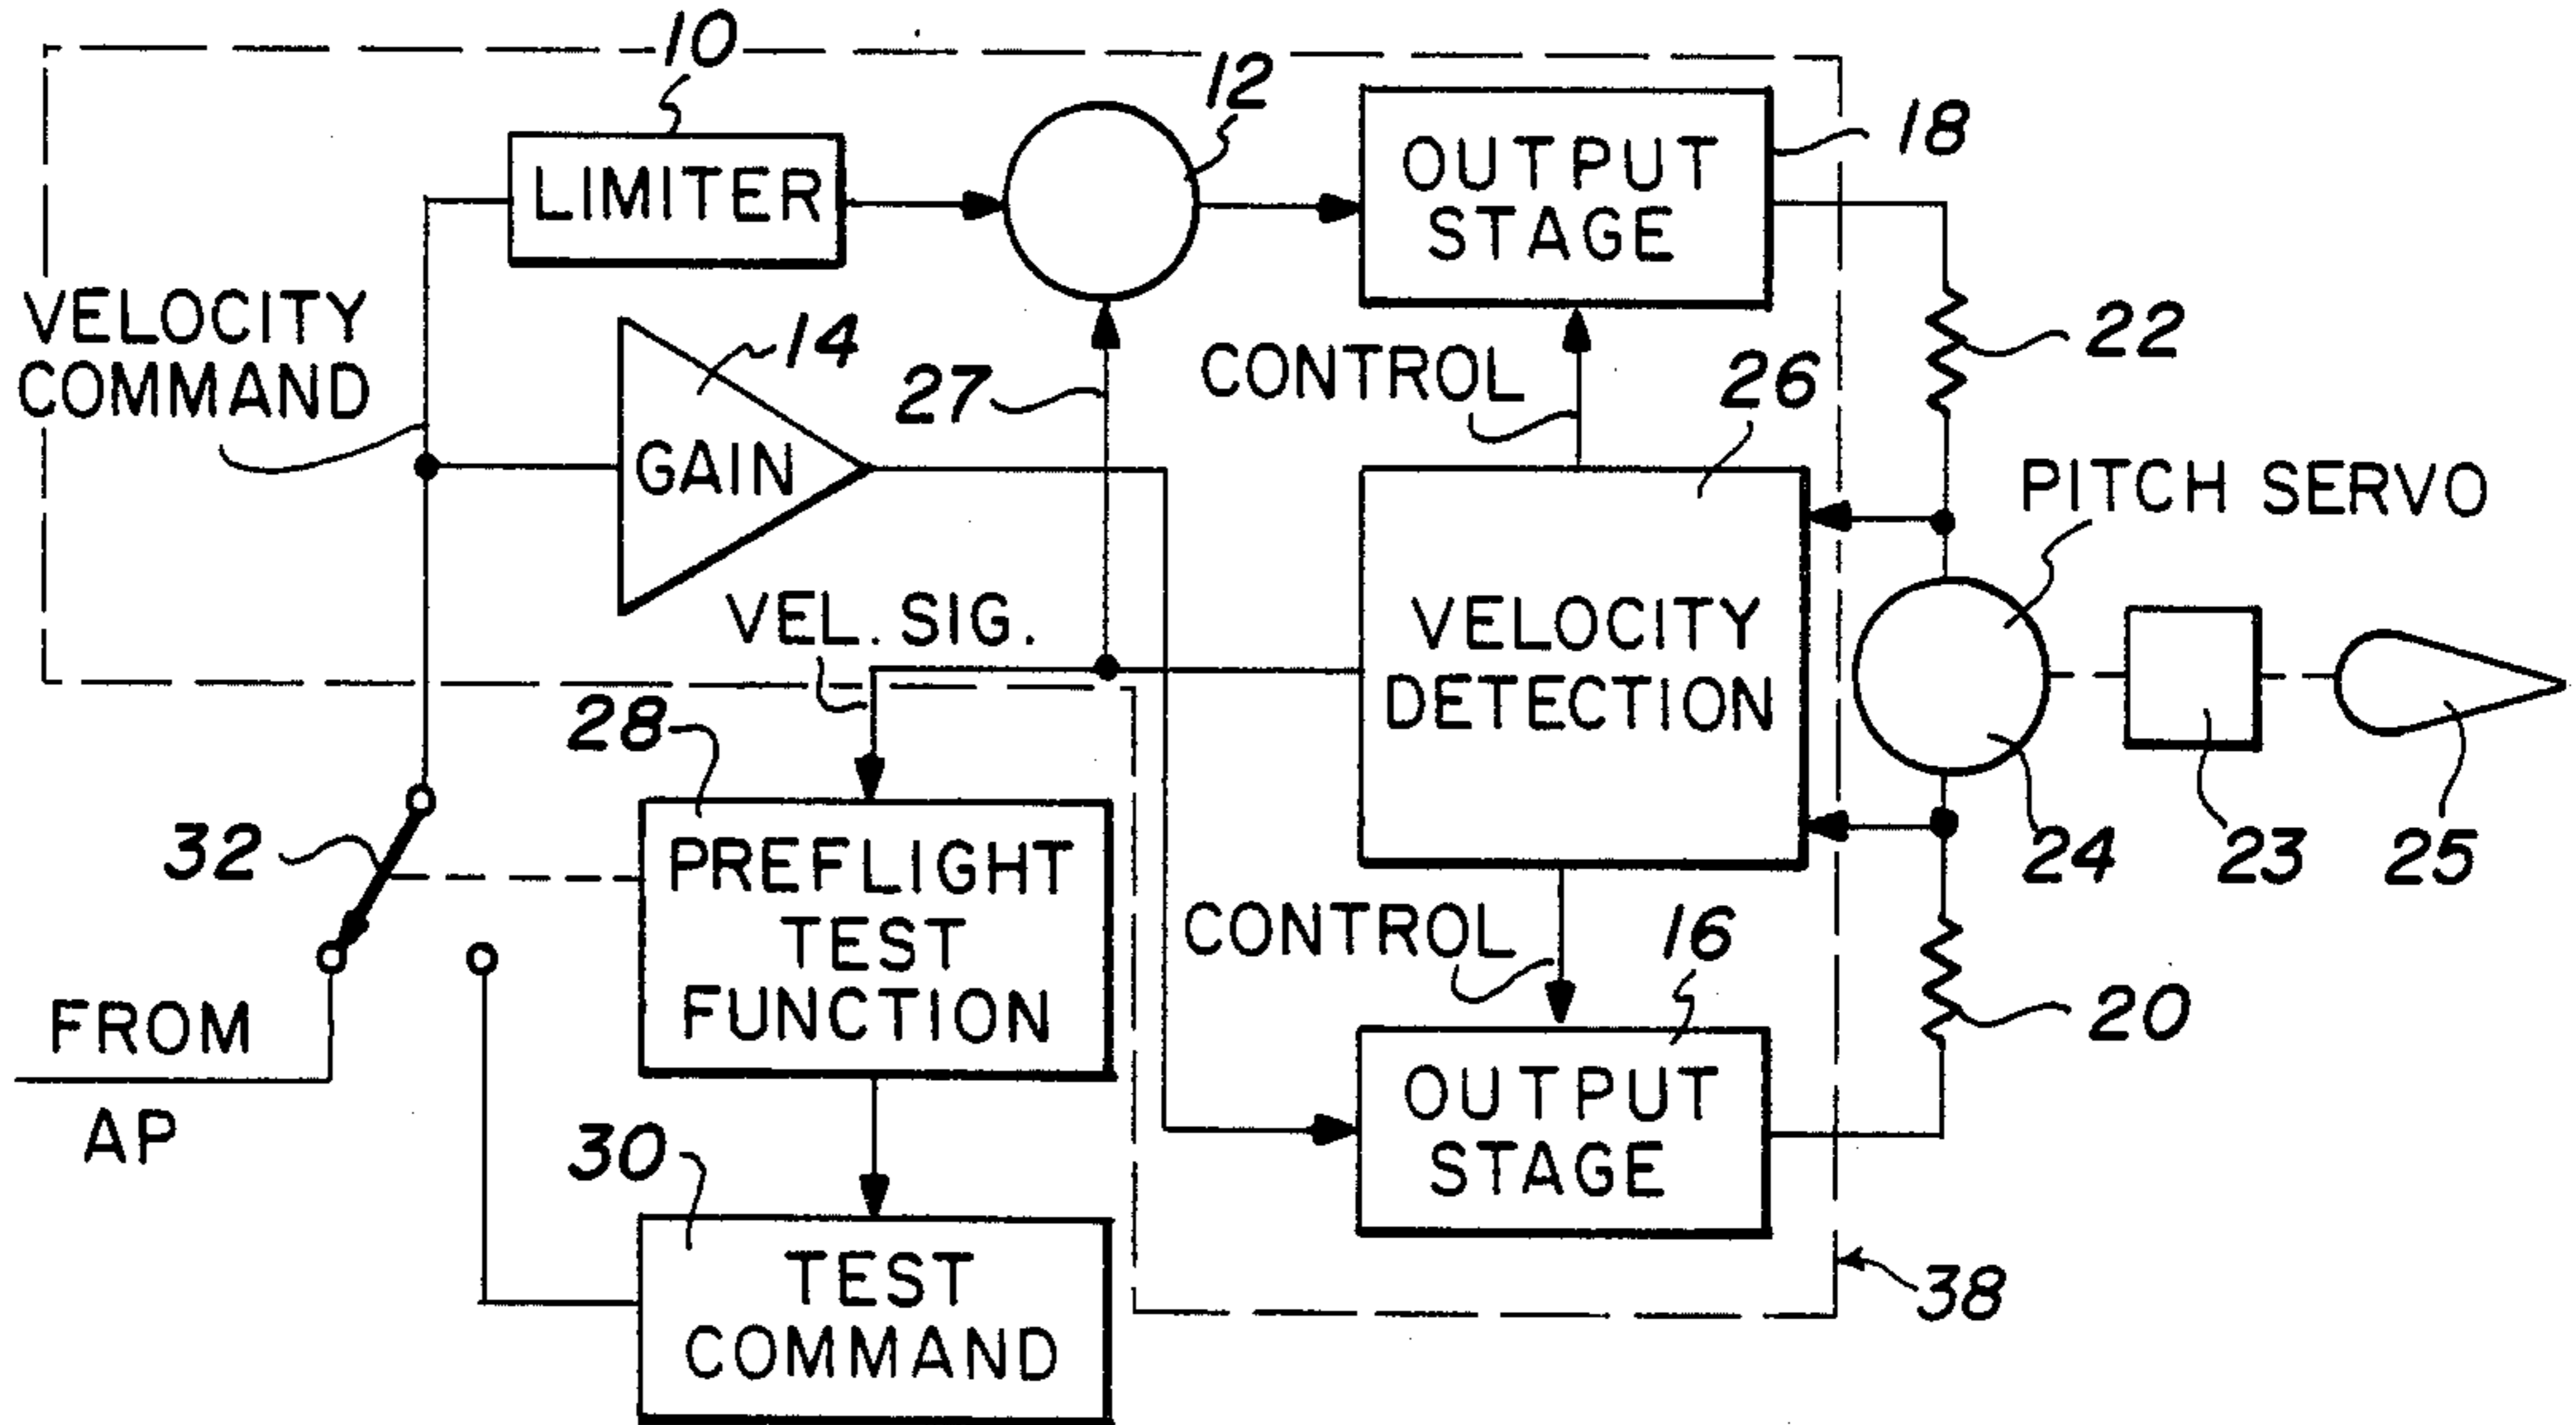 10
12
18
LIMITER
OUTPUT
STAGE
VELOCITY
COMMAND
14
GAIN
27
CONTROL
26
22
PITCH SERVO
VEL. SIG.
VELOCITY
DETECTION
28
32
PREFLIGHT
TEST
FUNCTION
24
23
25
CONTROL
16
20
FROM
AP
OUTPUT
STAGE
30
TEST
COMMAND
38